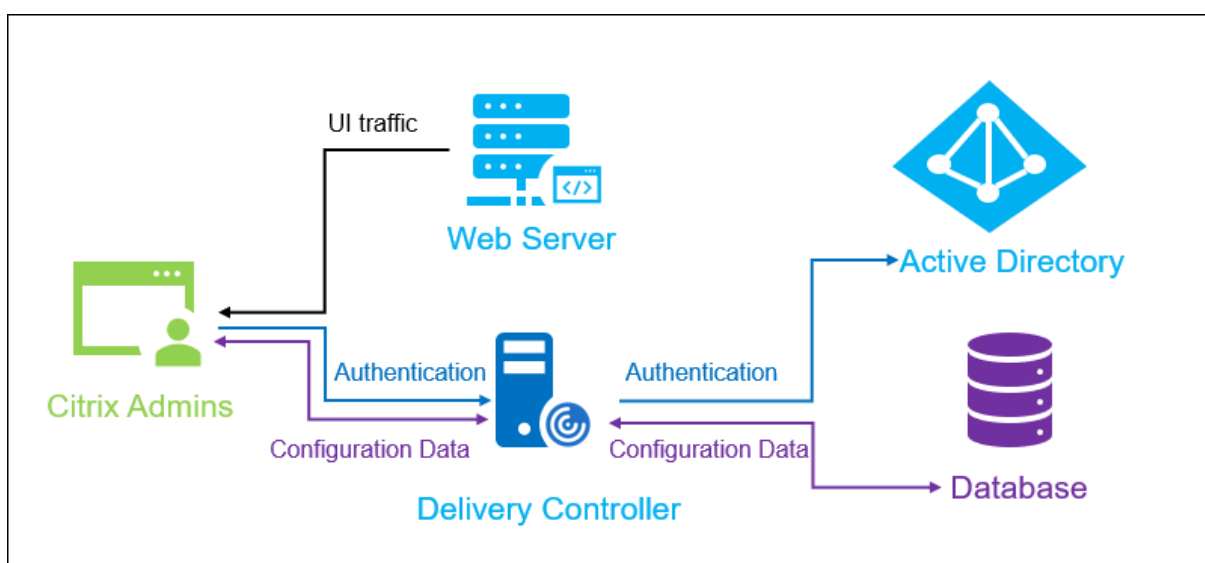 UI traffic
Web Server
Active Directory
Citrix Admins
Authentication
Authentication
Configuration Data
Configuration Data
Delivery Controller
Database